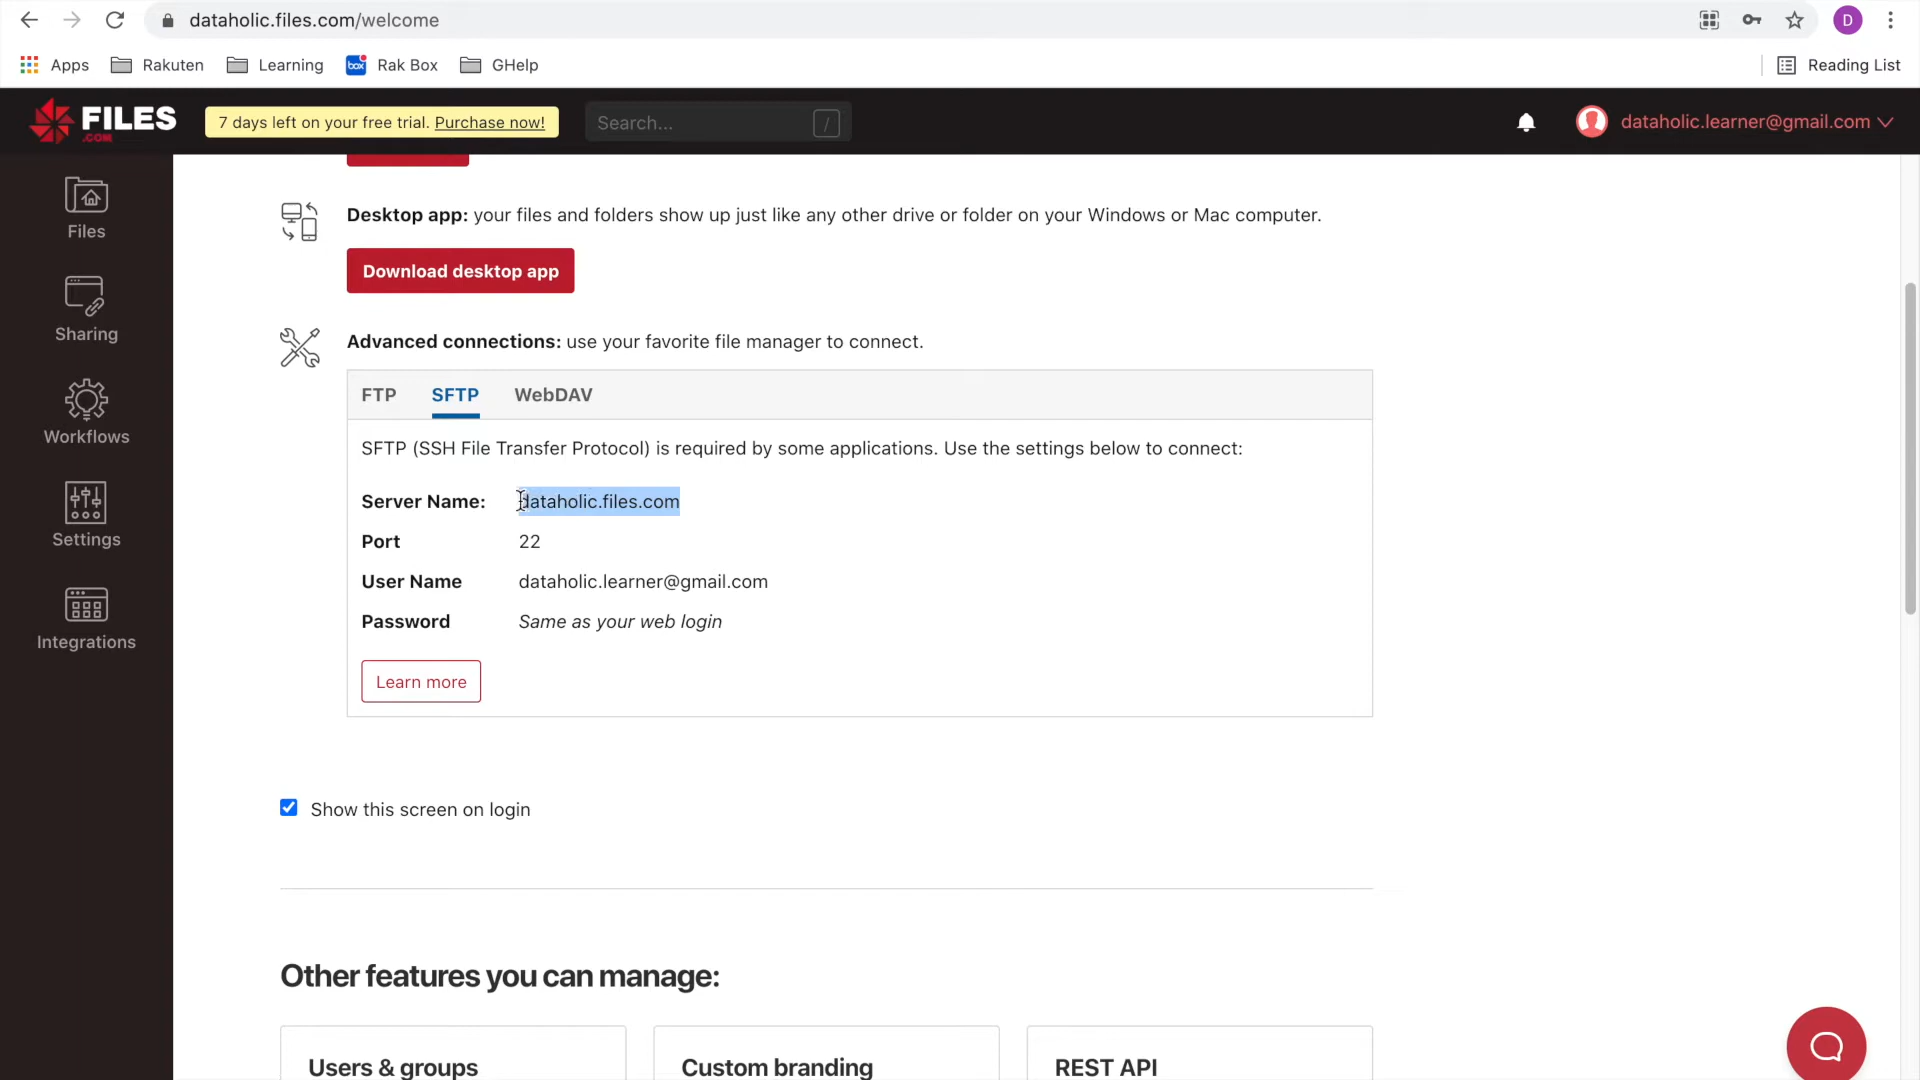 dataholic.files.com/welcome
D
Apps
Rakuten
Learning
box
Rak Box
GHelp
Reading List
FILES
.COM
7 days left on your free trial. Purchase now!
Search...
/
dataholic.learner@gmail.com
Files
Sharing
Workflows
Settings
Integrations
Desktop app: your files and folders show up just like any other drive or folder on your Windows or Mac computer.
Download desktop app
Advanced connections: use your favorite file manager to connect.
FTP
SFTP
WebDAV
SFTP (SSH File Transfer Protocol) is required by some applications. Use the settings below to connect:
Server Name: dataholic.files.com
Port 22
User Name dataholic.learner@gmail.com
Password Same as your web login
Learn more
Show this screen on login
Other features you can manage:
Users & groups
Custom branding
REST API